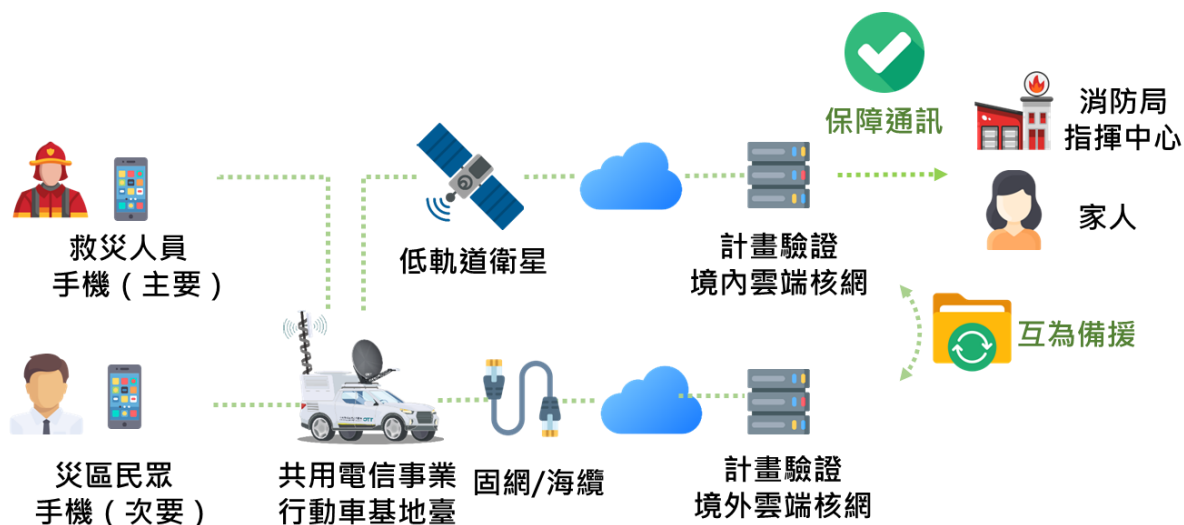 保障通訊
消防局
指揮中心
救災人員
手機（主要）
低軌道衛星
計畫驗證
境內雲端核網
家人
互為備援
災區民眾
手機（次要）
共用電信事業
行動車基地臺
固網/海纜
計畫驗證
境外雲端核網